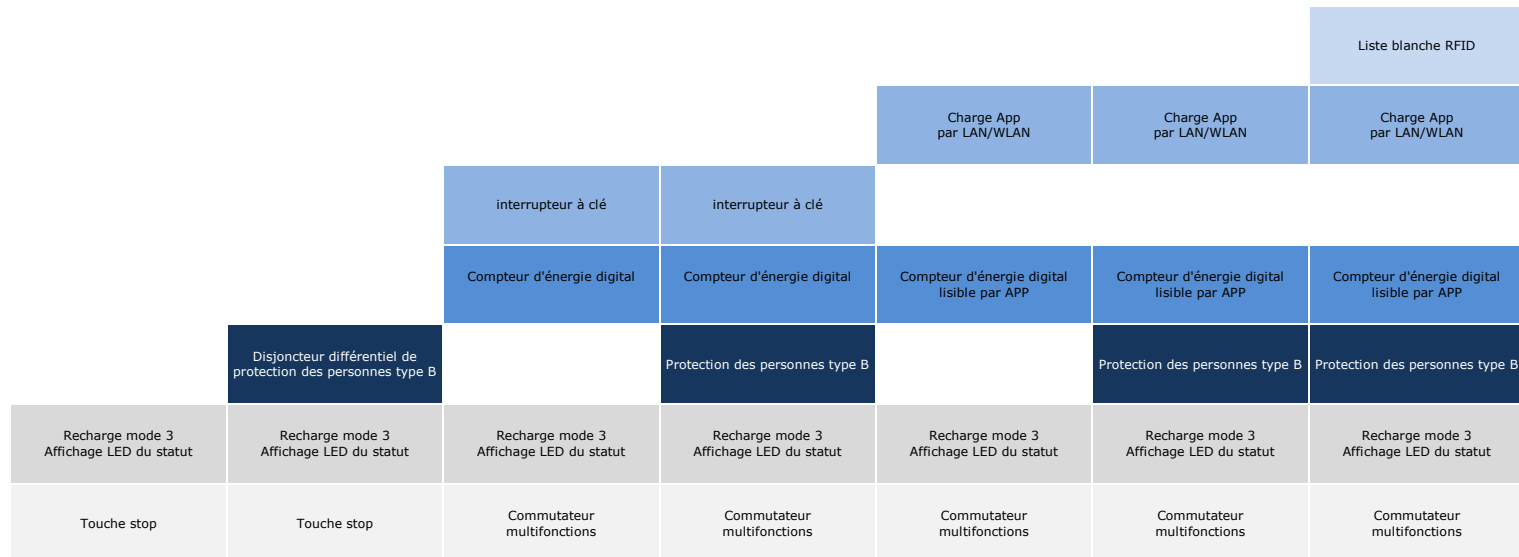 Liste blanche RFID
Charge App
par LAN/WLAN
Charge App
par LAN/WLAN
Charge App
par LAN/WLAN
interrupteur à clé
interrupteur à clé
Compteur d'énergie digital
Compteur d'énergie digital
Compteur d'énergie digital
lisible par APP
Compteur d'énergie digital
lisible par APP
Compteur d'énergie digital
lisible par APP
Disjoncteur différentiel de
protection des personnes type B
Protection des personnes type B
Protection des personnes type B
Protection des personnes type B
Recharge mode 3
Affichage LED du statut
Recharge mode 3
Affichage LED du statut
Recharge mode 3
Affichage LED du statut
Recharge mode 3
Affichage LED du statut
Recharge mode 3
Affichage LED du statut
Recharge mode 3
Affichage LED du statut
Recharge mode 3
Affichage LED du statut
Touche stop
Touche stop
Commutateur
multifonctions
Commutateur
multifonctions
Commutateur
multifonctions
Commutateur
multifonctions
Commutateur
multifonctions